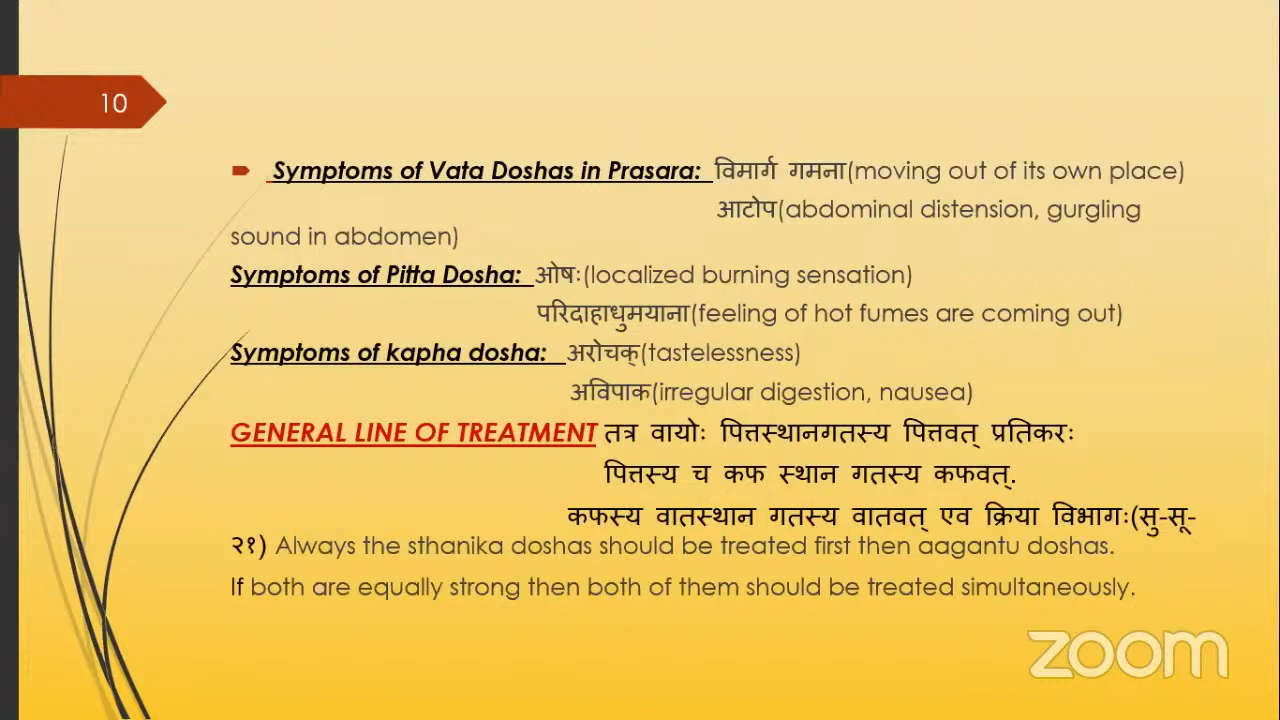 10
Symptoms of Vata Doshas in Prasara: विमार्ग गमना(moving out of its own place)
आटोप(abdominal distension, gurgling
sound in abdomen)
Symptoms of Pitta Dosha: ओषः(localized burning sensation)
परिदाहाधुमयाना(feeling of hot fumes are coming out)
Symptoms of kapha dosha: अरोचक्(tastelessness)
अविपाक(irregular digestion, nausea)
GENERAL LINE OF TREATMENT तत्र वायोः पित्तस्थानगतस्य पित्तवत् प्रतिकरः
पित्तस्य च कफ स्थान गतस्य कफवत्.
कफस्य वातस्थान गतस्य वातवत् एव क्रिया विभागः(सु-सू-
२१) Always the sthanika doshas should be treated first then aagantu doshas.
If both are equally strong then both of them should be treated simultaneously.
zoom